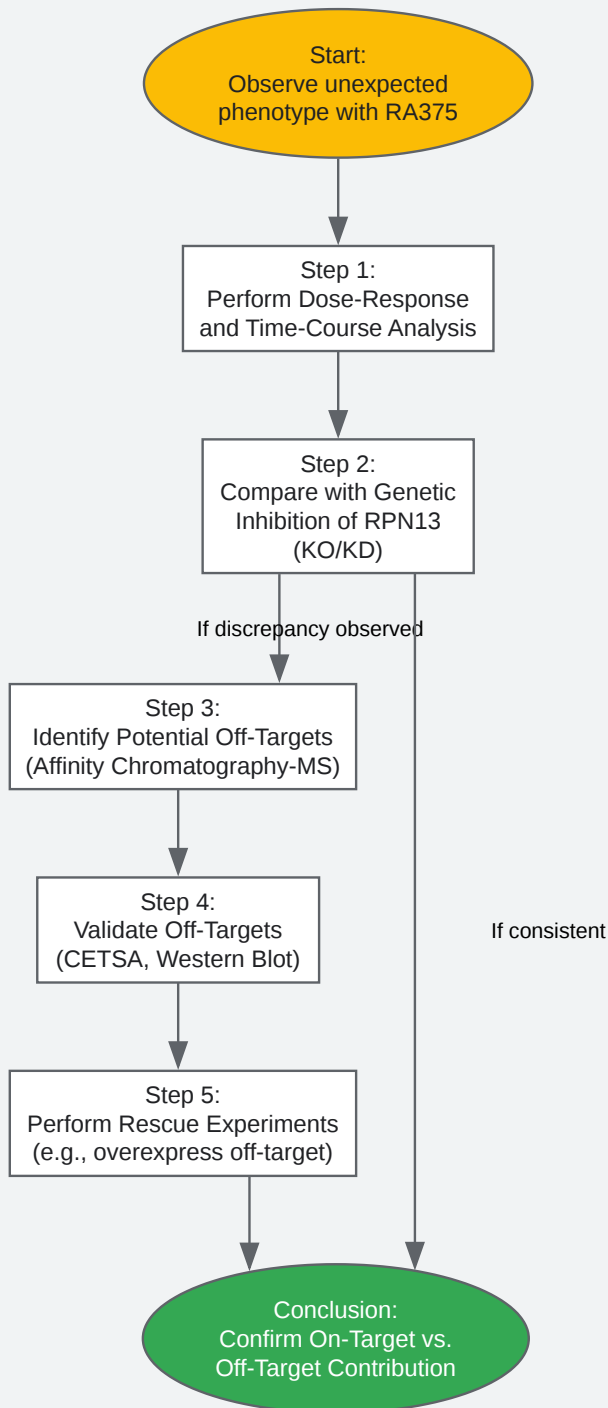 Start:
Observe unexpected
phenotype with RA375
Step 1:
Perform Dose-Response
and Time-Course Analysis
Step 2:
Compare with Genetic
Inhibition of RPN13
(KO/KD)
If discrepancy observed
Step 3:
Identify Potential Off-Targets
(Affinity Chromatography-MS)
Step 4:
Validate Off-Targets
(CETSA, Western Blot)
If consistent
Step 5:
Perform Rescue Experiments
(e.g., overexpress off-target)
Conclusion:
Confirm On-Target vs.
Off-Target Contribution